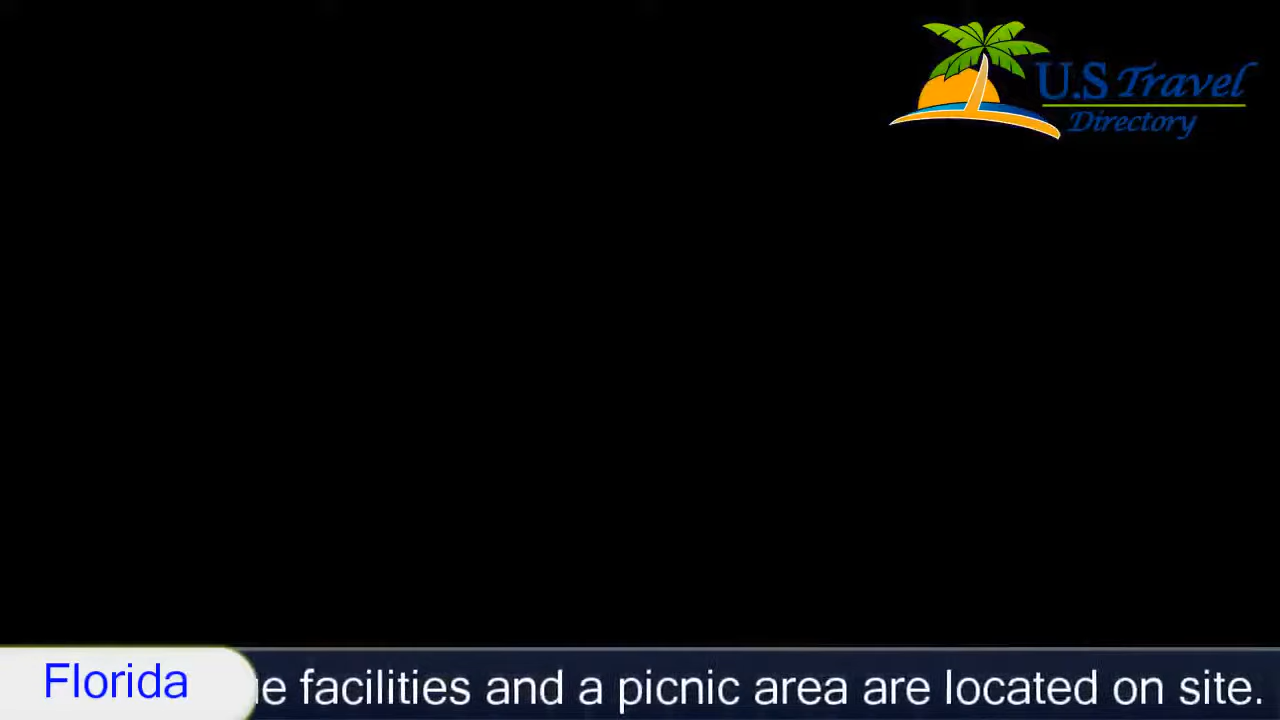 U.S Travel
Directory
Florida
facilities and a picnic area are located on site.